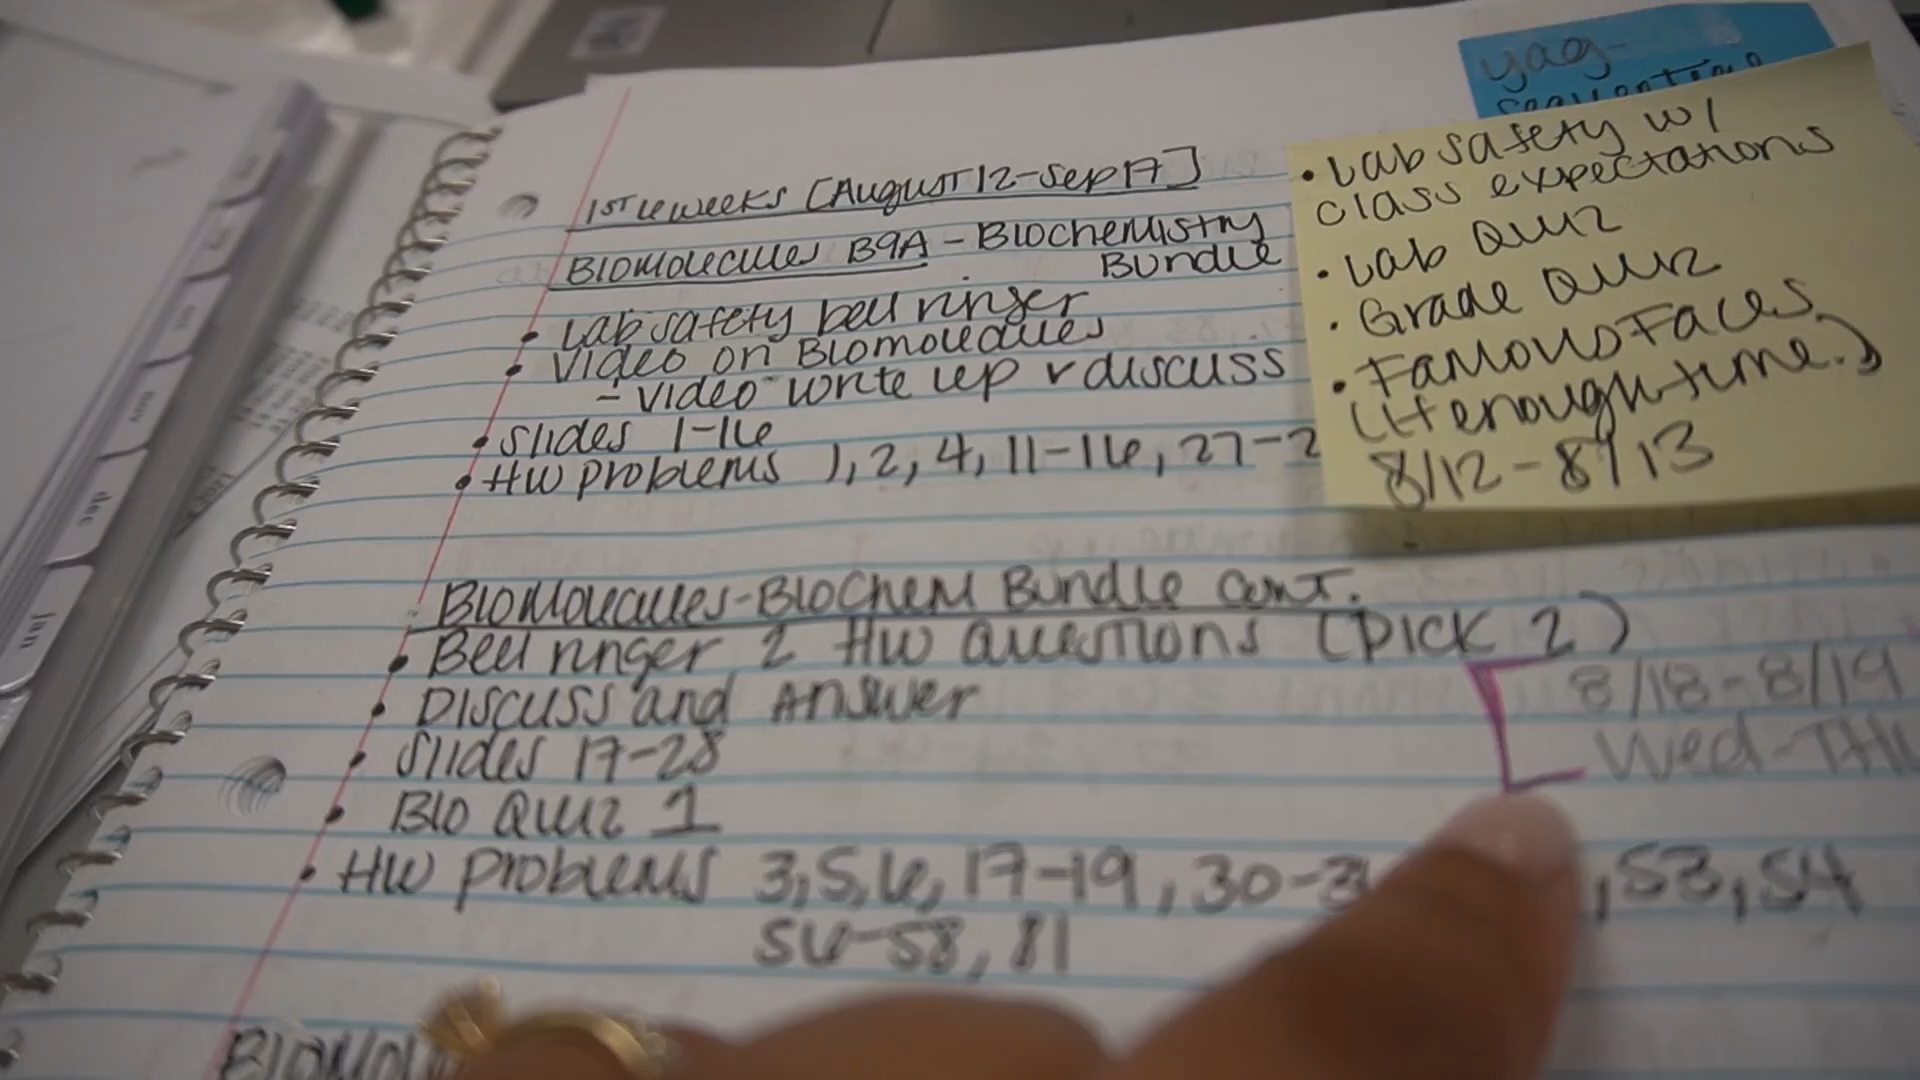 1ST 6 weeks [August 12-Sep 17]
Biomolecules B9A - Biochemistry
Bundle
• Lab safety bell ringer
• Video on Biomolecules
- video write up & discuss
• Slides 1-16
• HW problems 1, 2, 4, 11-16, 27-2
Biomolecules-Biochem Bundle cont.
• Bell ringer 2 HW Questions (Pick 2)
• Discuss and Answer
• Slides 17-28
• Bio Quiz 1
• HW problems 3, 5, 6, 17-19, 30-3 , 53, 54
56-58, 81
8/18-8/19
Wed-Thu
yag-
• Lab safety w/
class expectations
• Lab Quiz
• Grade Quiz
• Famous Faces
(if enough time.)
8/12-8/13
dec
jan